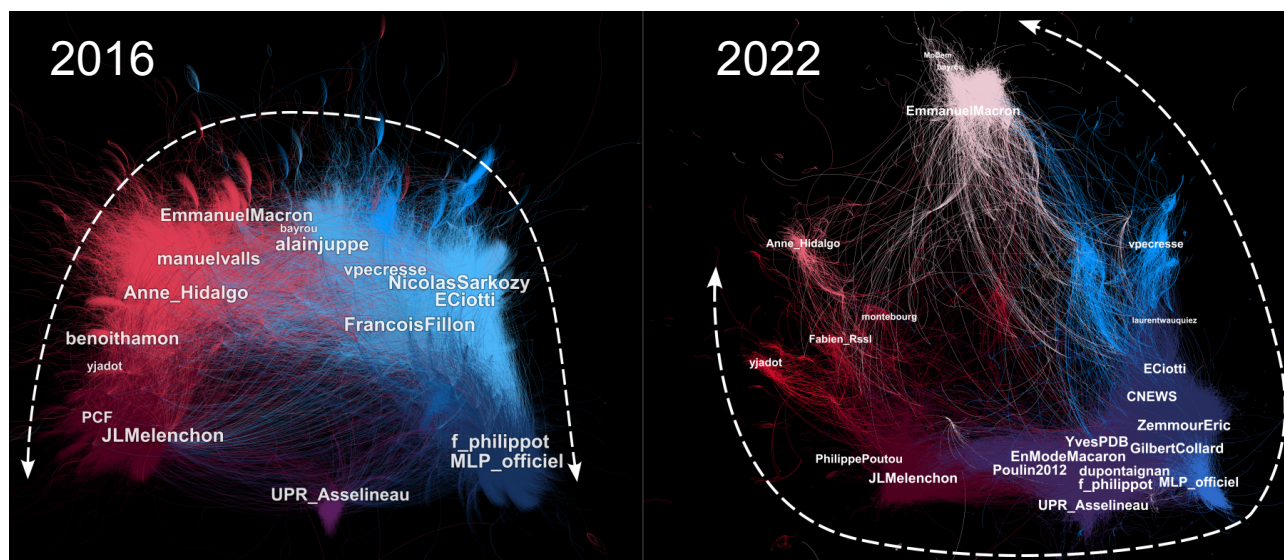 2016
EmmanuelMacron
bayrou
alainjuppe
manuelvalls
vpecresse
NicolasSarkozy
Anne_Hidalgo
ECiotti
FrancoisFillon
benoithamon
yjadot
PCF
JLMelenchon
f_philippot
MLP_officiel
UPR_Asselineau
2022
MoDem
bayrou
EmmanuelMacron
Anne_Hidalgo
vpecresse
montebourg
laurentwauquiez
Fabien_Rssl
yjadot
ECiotti
CNEWS
ZemmourEric
YvesPDB
GilbertCollard
EnModeMacaron
PhilippePoutou
Poulin2012
dupontaignan
JLMelenchon
f_philippot
MLP_officiel
UPR_Asselineau